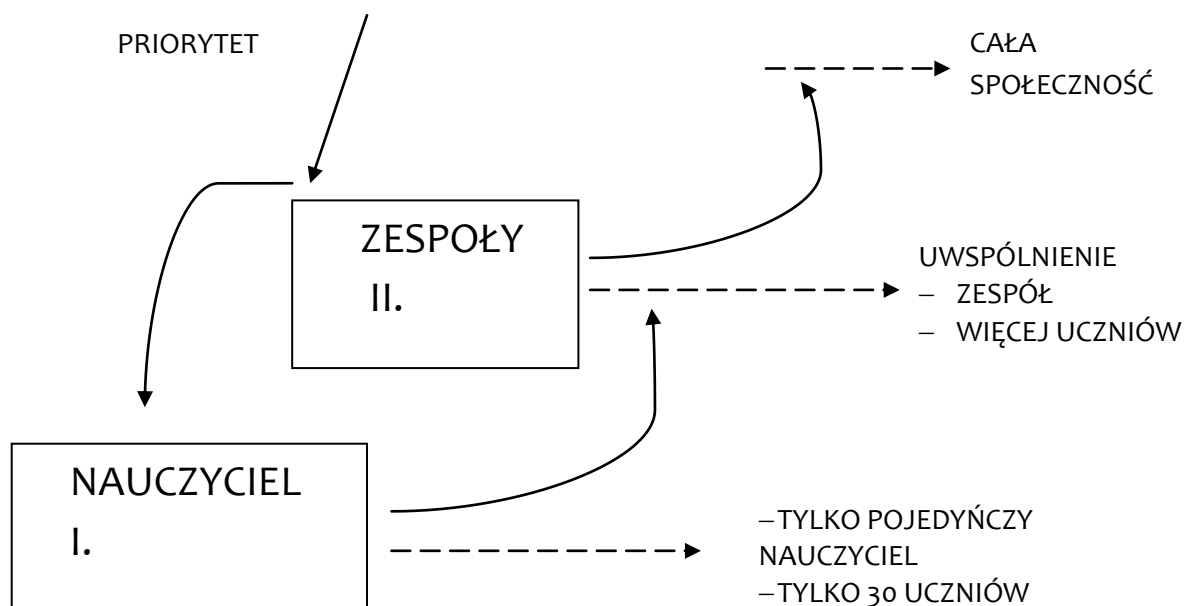 PRIORYTET
CAŁA
SPOŁECZNOŚĆ
ZESPOŁY
II.
UWSPÓLNIENIE
– ZESPÓŁ
– WIĘCEJ UCZNIÓW
NAUCZYCIEL
I.
–TYLKO POJEDYŃCZY
NAUCZYCIEL
–TYLKO 30 UCZNIÓW